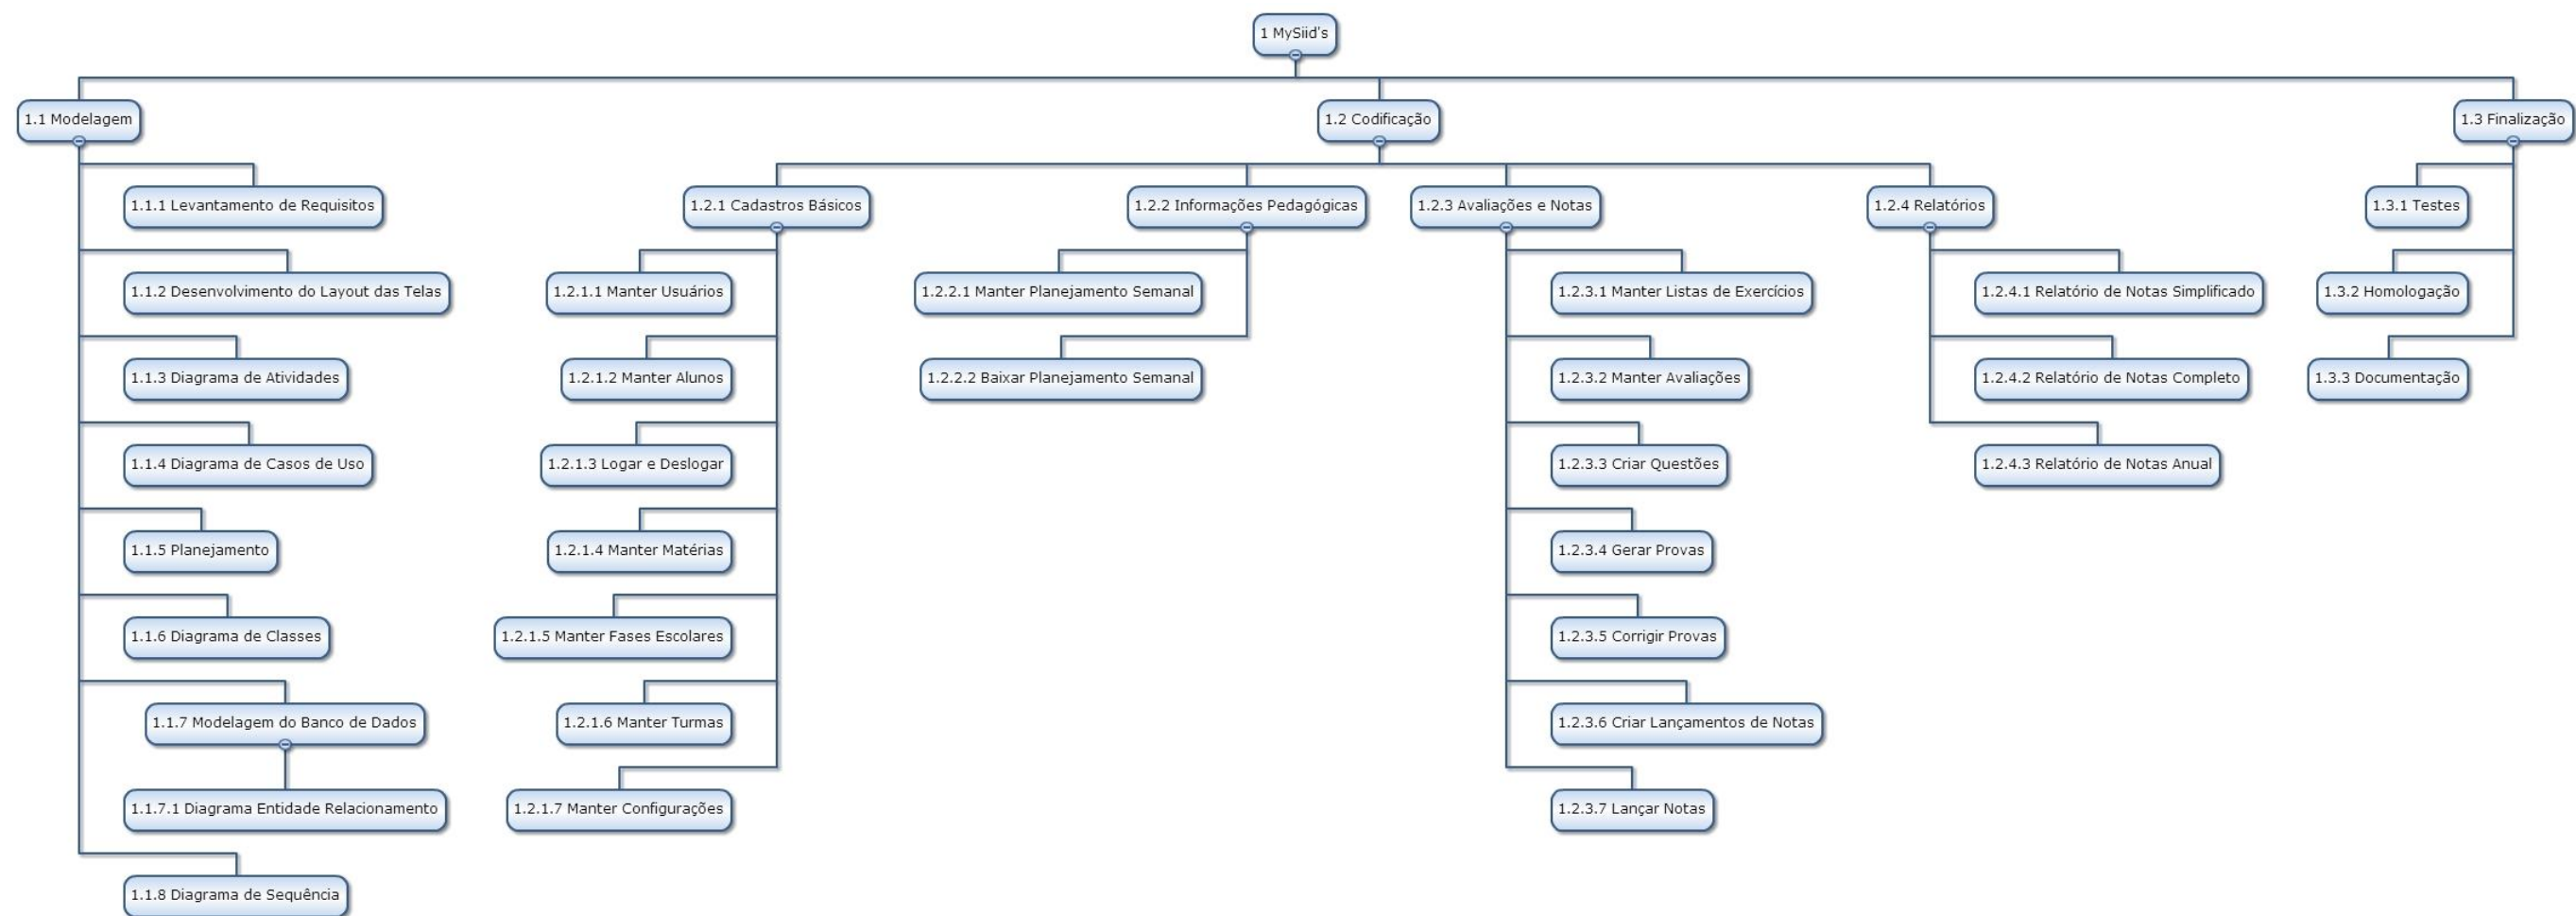 1 MySiid's
1.1 Modelagem
1.1.1 Levantamento de Requisitos
1.1.2 Desenvolvimento do Layout das Telas
1.1.3 Diagrama de Atividades
1.1.4 Diagrama de Casos de Uso
1.1.5 Planejamento
1.1.6 Diagrama de Classes
1.1.7 Modelagem do Banco de Dados
1.1.7.1 Diagrama Entidade Relacionamento
1.1.8 Diagrama de Sequência
1.2 Codificação
1.2.1 Cadastros Básicos
1.2.1.1 Manter Usuários
1.2.1.2 Manter Alunos
1.2.1.3 Logar e Deslogar
1.2.1.4 Manter Matérias
1.2.1.5 Manter Fases Escolares
1.2.1.6 Manter Turmas
1.2.1.7 Manter Configurações
1.2.2 Informações Pedagógicas
1.2.2.1 Manter Planejamento Semanal
1.2.2.2 Baixar Planejamento Semanal
1.2.3 Avaliações e Notas
1.2.3.1 Manter Listas de Exercícios
1.2.3.2 Manter Avaliações
1.2.3.3 Criar Questões
1.2.3.4 Gerar Provas
1.2.3.5 Corrigir Provas
1.2.3.6 Criar Lançamentos de Notas
1.2.3.7 Lançar Notas
1.2.4 Relatórios
1.2.4.1 Relatório de Notas Simplificado
1.2.4.2 Relatório de Notas Completo
1.2.4.3 Relatório de Notas Anual
1.3 Finalização
1.3.1 Testes
1.3.2 Homologação
1.3.3 Documentação